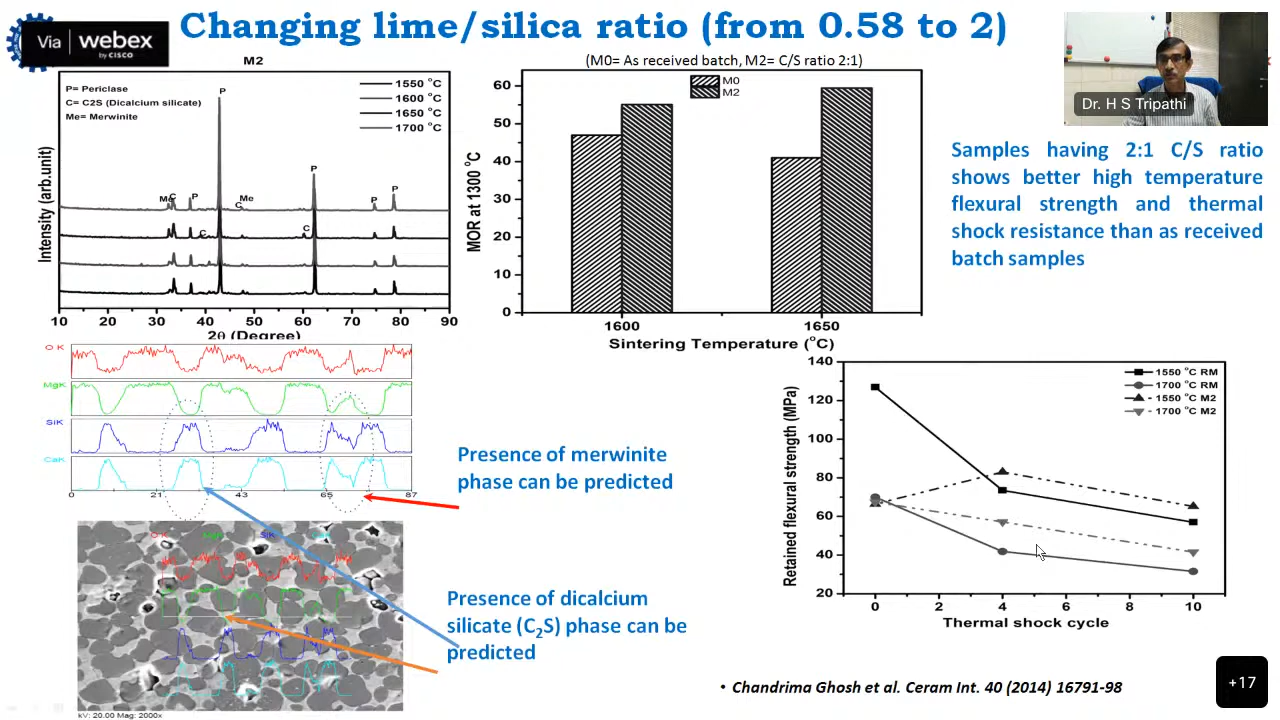 Via webex
by CISCO
Changing lime/silica ratio (from 0.58 to 2)
(M0= As received batch, M2= C/S ratio 2:1)
Dr. H S Tripathi
M2
P= Periclase
C= C2S (Dicalcium silicate)
Me= Merwinite
1550 °C
1600 °C
1650 °C
1700 °C
P
Me
C
P
C
Me
C
P
C
P
P
Intensity (arb.unit)
10 20 30 40 50 60 70 80 90
2θ (Degree)
M0
M2
MOR at 1300 °C
60
50
40
30
20
10
0
1600 1650
Sintering Temperature (°C)
Samples having 2:1 C/S ratio
shows better high temperature
flexural strength and thermal
shock resistance than as received
batch samples
O K
MgK
SiK
CaK
0 21 43 65 87
Presence of merwinite
phase can be predicted
O K MgK SiK CaK
kV: 20.00 Mag: 2000x
Presence of dicalcium
silicate (C2S) phase can be
predicted
1550 °C RM
1700 °C RM
1550 °C M2
1700 °C M2
Retained flexural strength (MPa)
140
120
100
80
60
40
20
0 2 4 6 8 10
Thermal shock cycle
• Chandrima Ghosh et al. Ceram Int. 40 (2014) 16791-98
+17